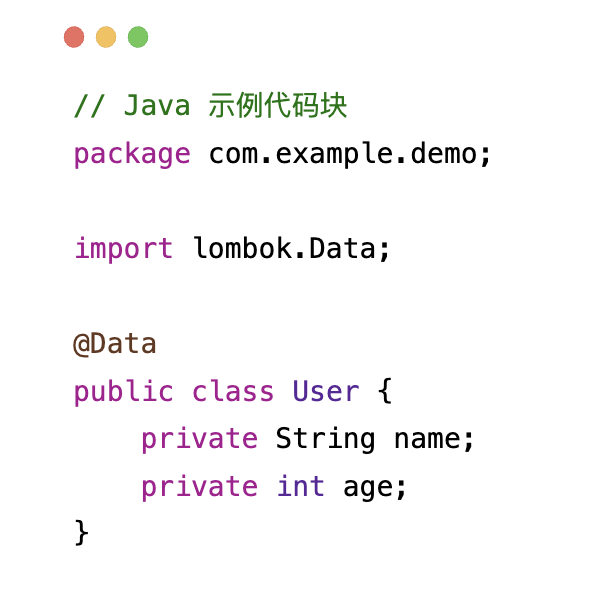 // Java 示例代码块
package com.example.demo;

import lombok.Data;

@Data
public class User {
    private String name;
    private int age;
}